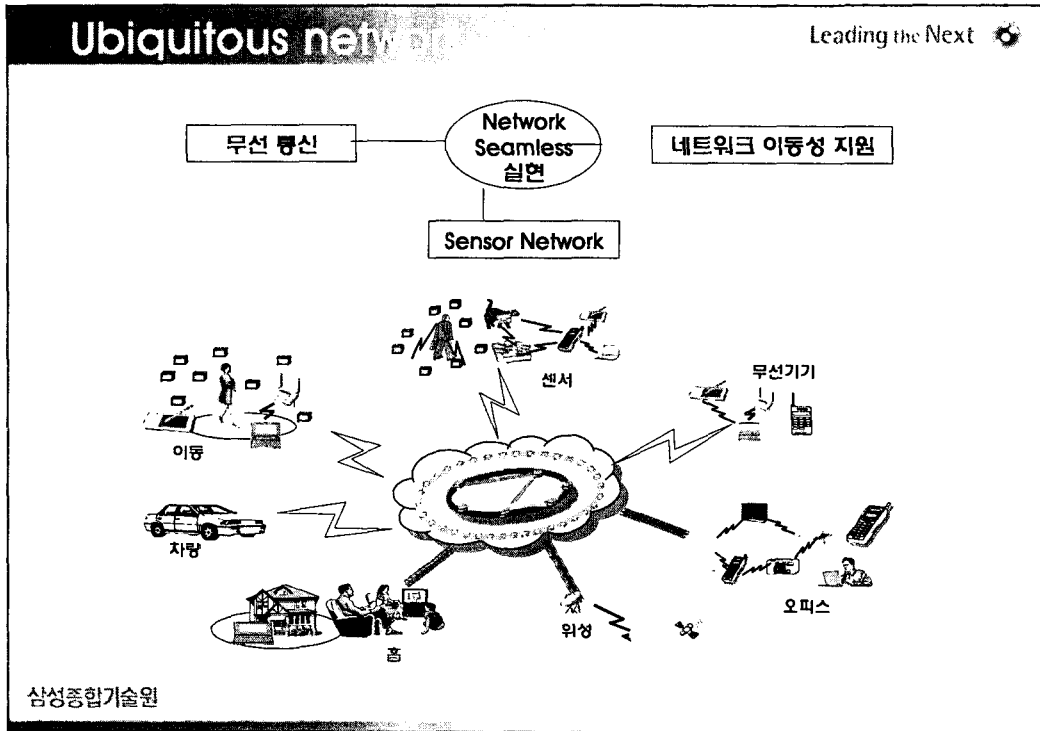 Ubiquitous network
Leading the Next
무선 통신
Network
Seamless
실현
네트워크 이동성 지원
Sensor Network
센서
무선기기
이동
차량
오피스
위성
홈
삼성종합기술원